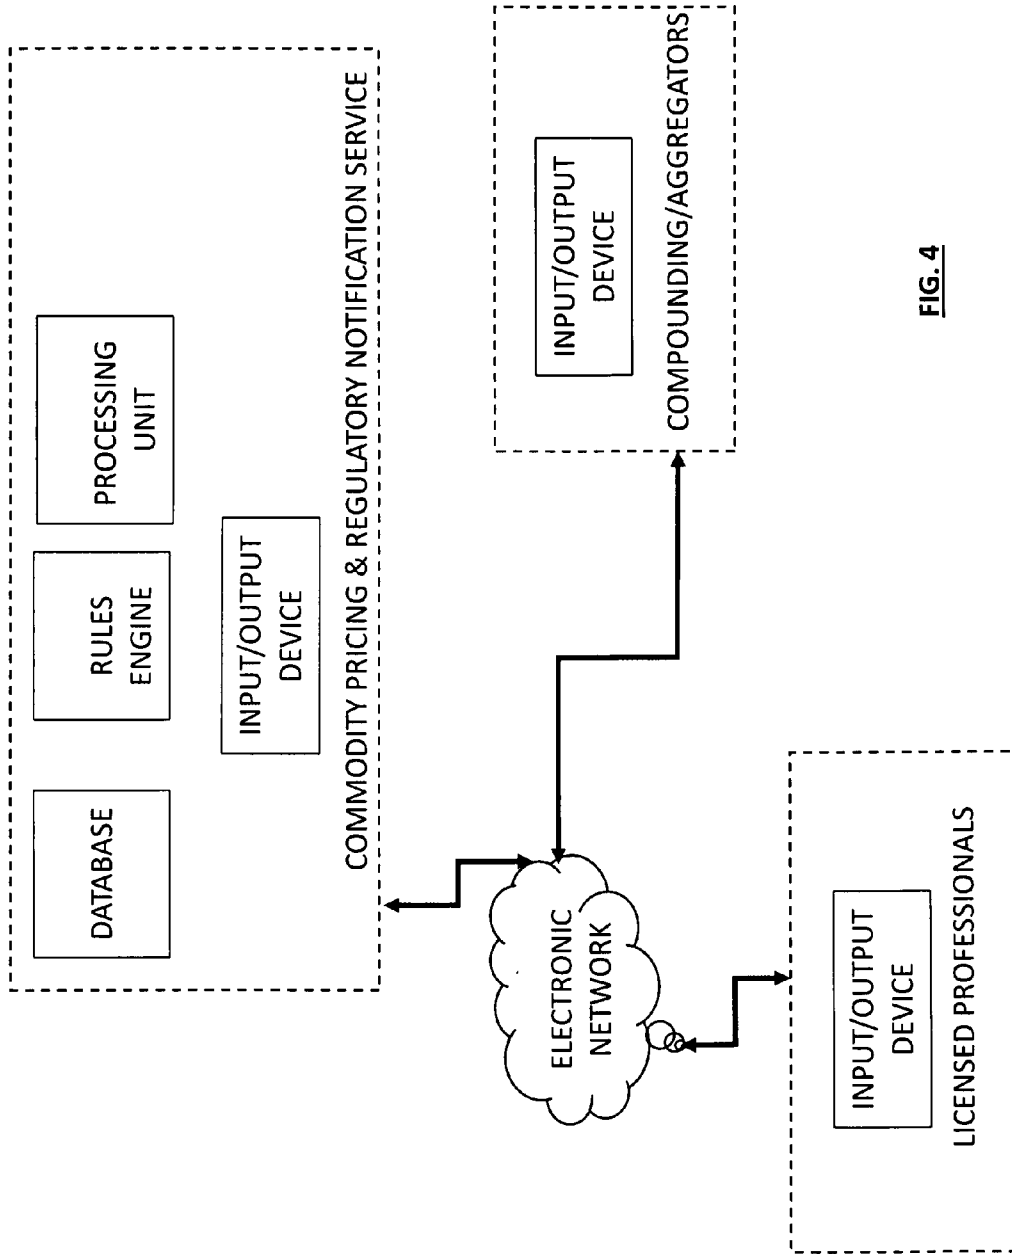 DATABASE
RULES
ENGINE
PROCESSING
UNIT
INPUT/OUTPUT
DEVICE
COMMODITY PRICING & REGULATORY NOTIFICATION SERVICE
ELECTRONIC
NETWORK
INPUT/OUTPUT
DEVICE
COMPOUNDING/AGGREGATORS
INPUT/OUTPUT
DEVICE
LICENSED PROFESSIONALS
FIG. 4